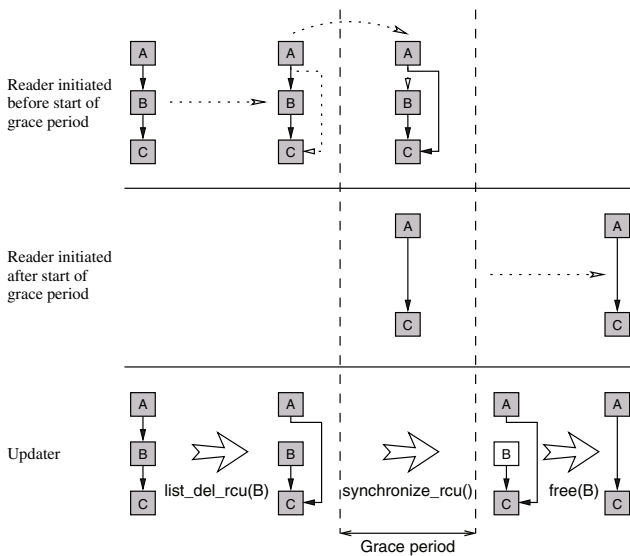 A
A
A
Reader initiated
before start of
grace period
B
B
B
C
C
C
Reader initiated
after start of
grace period
A
A
C
C
Updater
A
A
A
A
B
B
B
C
C
C
C
list_del_rcu(B)
synchronize_rcu()
free(B)
Grace period